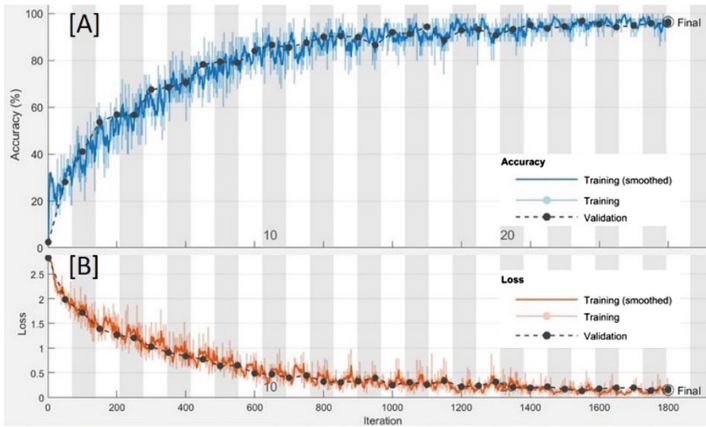 [A]
100
80
60
40
20
0
Accuracy (%)
Final
Accuracy
Training (smoothed)
Training
Validation
10
20
[B]
2.5
2
1.5
1
0.5
0
Loss
Loss
Training (smoothed)
Training
Validation
10
Final
0 200 400 600 800 1000 1200 1400 1600 1800
Iteration